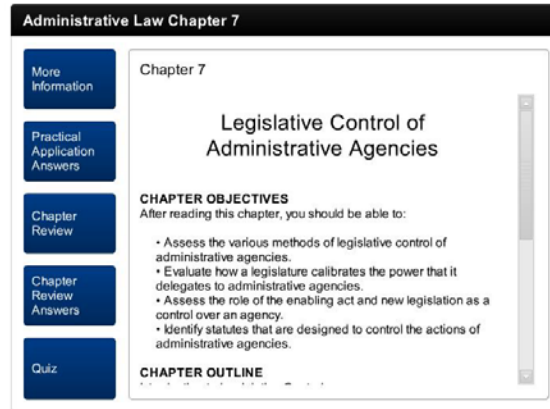 Administrative Law Chapter 7
More
Information
Practical
Application
Answers
Chapter
Review
Chapter
Review
Answers
Quiz
Chapter 7
Legislative Control of
Administrative Agencies
CHAPTER OBJECTIVES
After reading this chapter, you should be able to:
• Assess the various methods of legislative control of
administrative agencies.
• Evaluate how a legislature calibrates the power that it
delegates to administrative agencies.
• Assess the role of the enabling act and new legislation as a
control over an agency.
• Identify statutes that are designed to control the actions of
administrative agencies.
CHAPTER OUTLINE